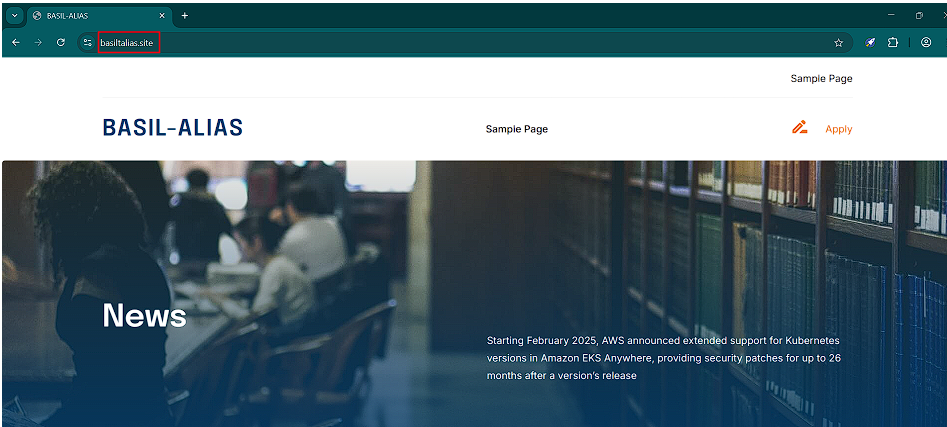 BASIL-ALIAS
basiltalias.site
Sample Page
BASIL-ALIAS
Sample Page
Apply
News
Starting February 2025, AWS announced extended support for Kubernetes
versions in Amazon EKS Anywhere, providing security patches for up to 26
months after a version's release